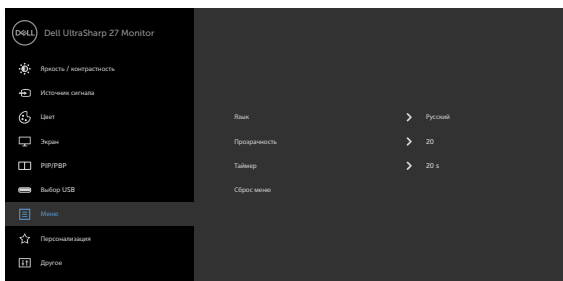 DELL
Dell UltraSharp 27 Monitor
Яркость / контрастность
Источник сигнала
Цвет
Экран
PIP/PBP
Выбор USB
Меню
Персонализация
Другое
Язык
Русский
Прозрачность
20
Таймер
20 s
Сброс меню